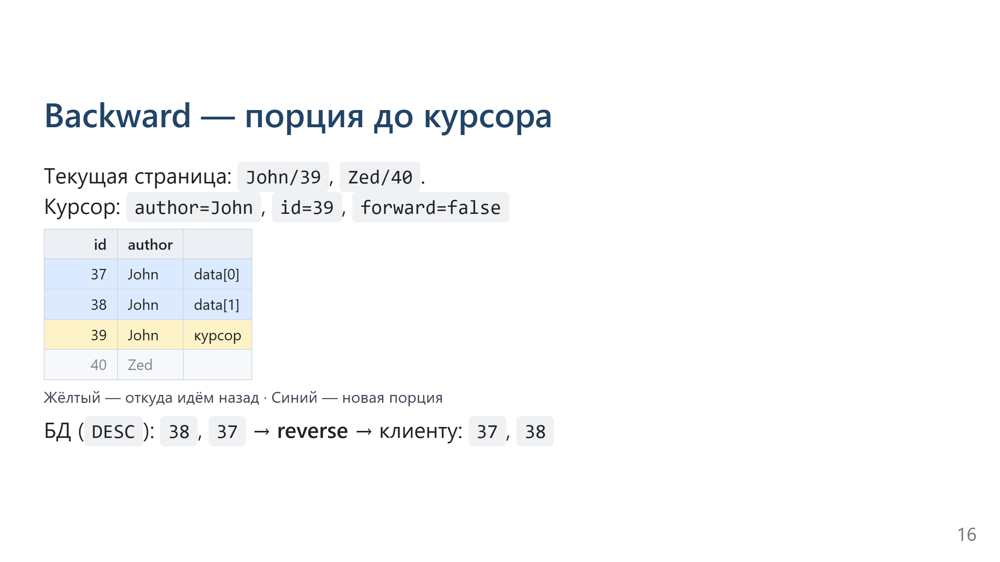 Backward — порция до курсора
Текущая страница: John/39, Zed/40.
Курсор: author=John, id=39, forward=false
id author
37 John data[0]
38 John data[1]
39 John курсор
40 Zed
Жёлтый — откуда идём назад · Синий — новая порция
БД (DESC): 38, 37 → reverse → клиенту: 37, 38
16